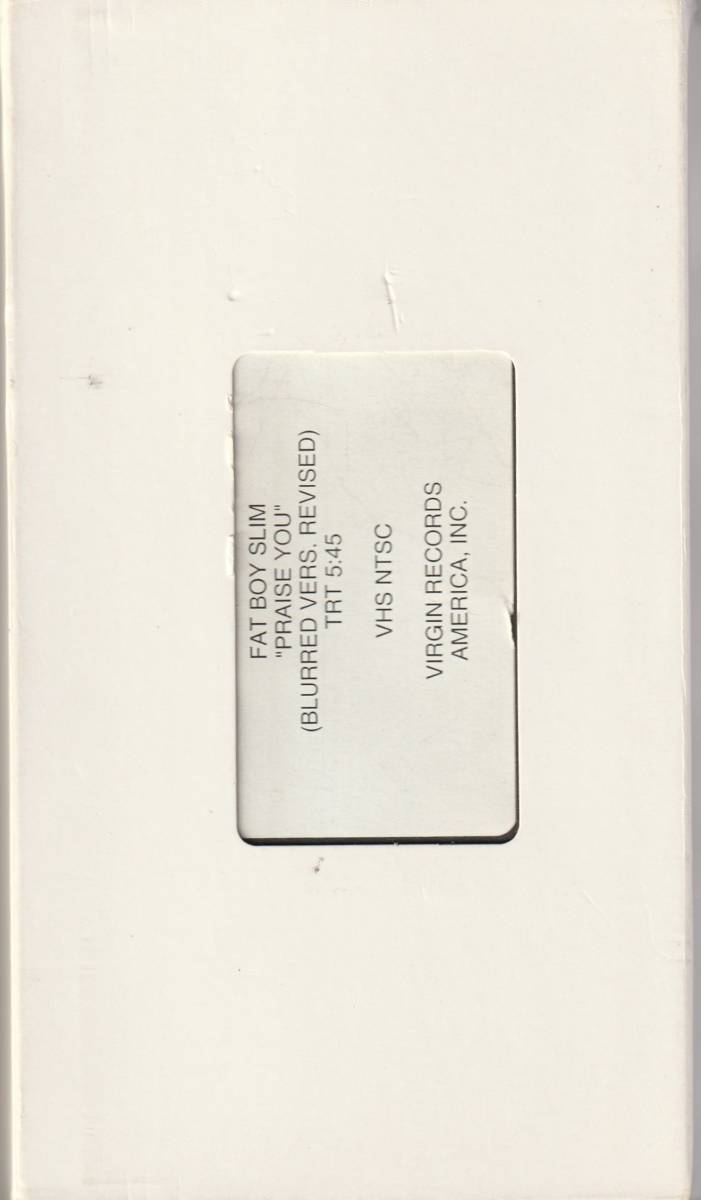 FAT BOY SLIM
"PRAISE YOU"
(BLURRED VERS. REVISED)
TRT 5:45
VHS NTSC
VIRGIN RECORDS
AMERICA, INC.